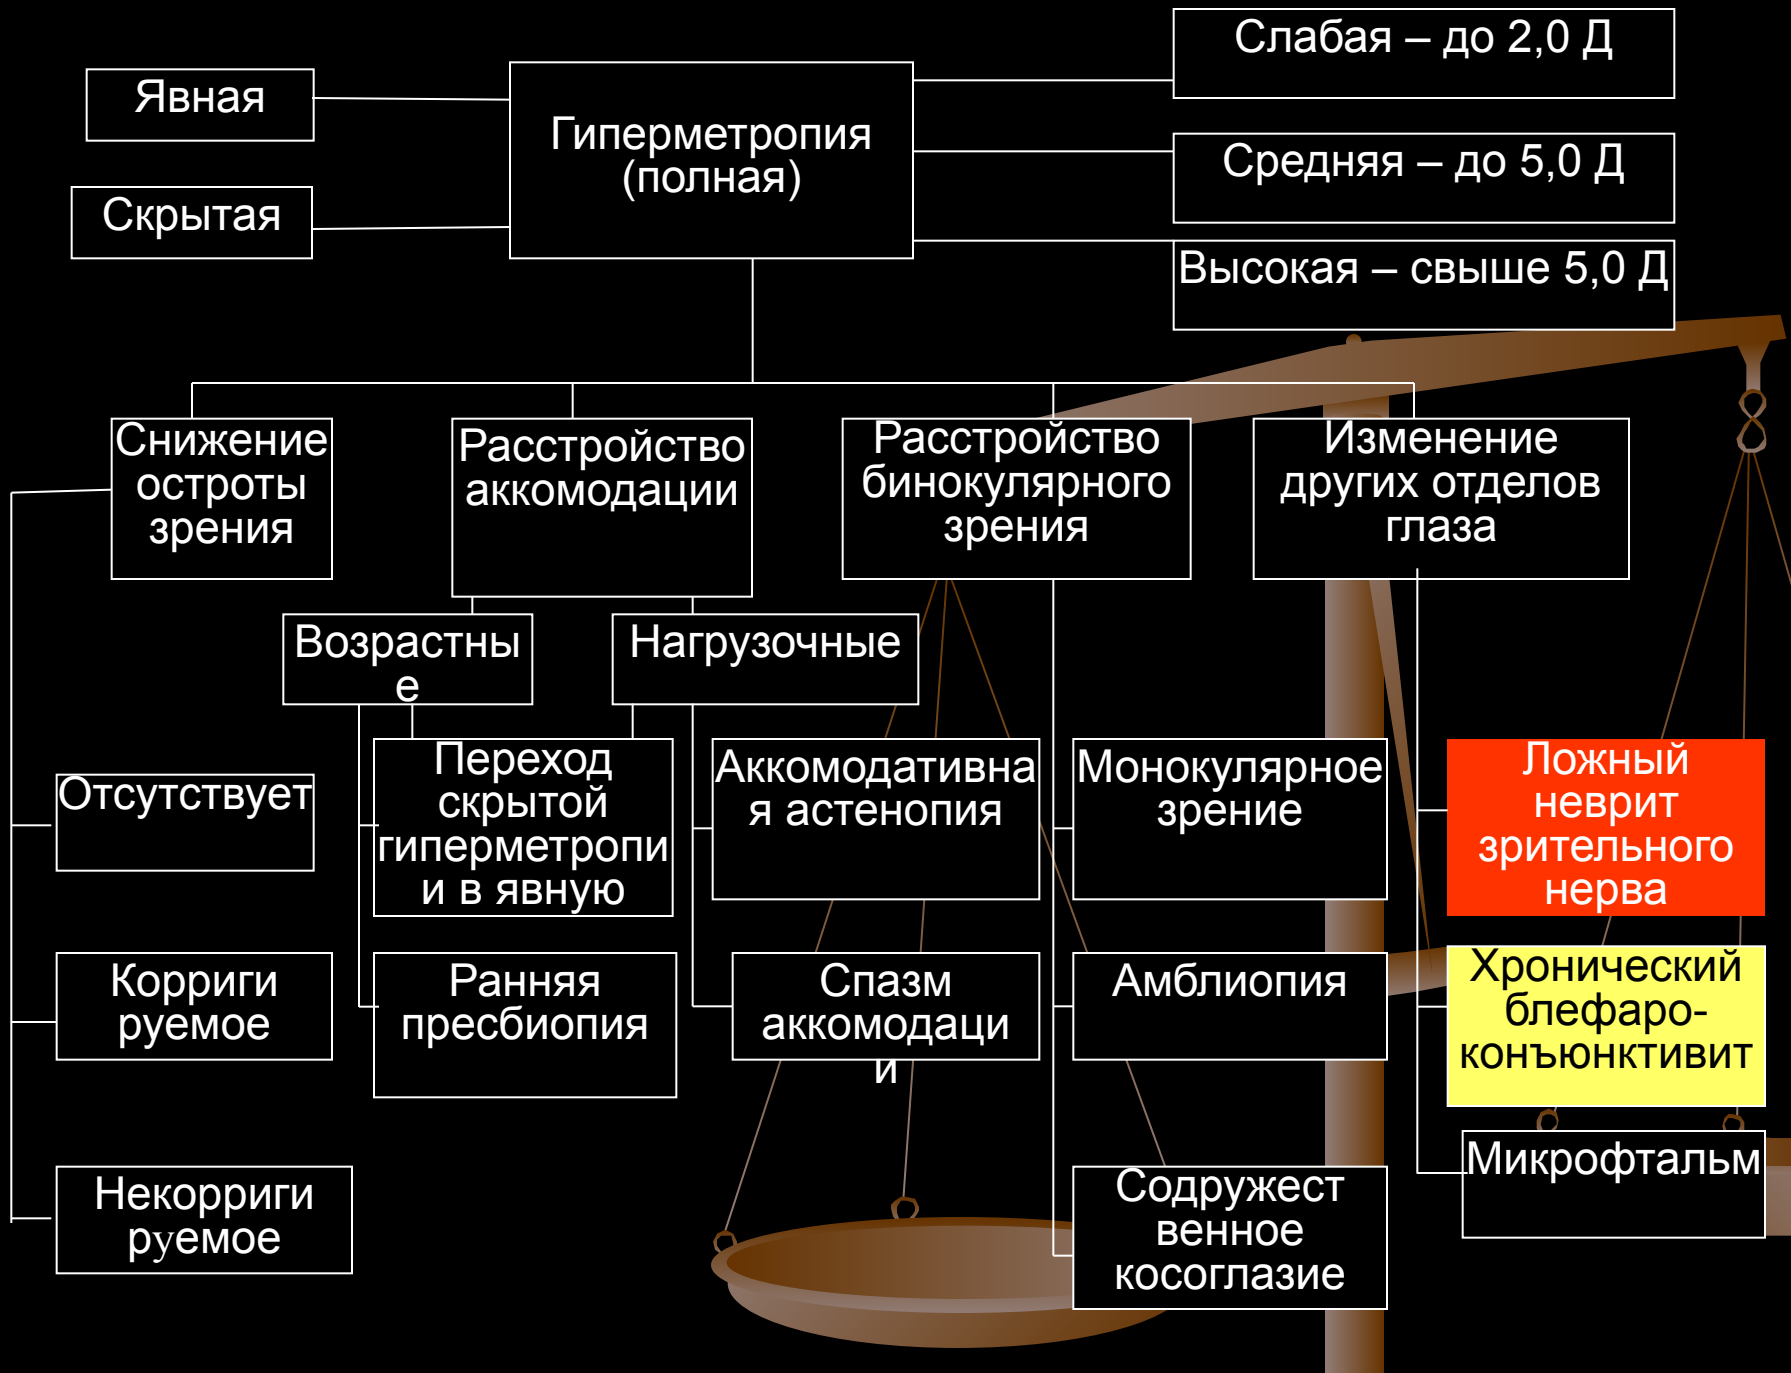 Явная
Скрытая
Гиперметропия
(полная)
Слабая – до 2,0 Д
Средняя – до 5,0 Д
Высокая – свыше 5,0 Д
Снижение
остроты
зрения
Расстройство
аккомодации
Расстройство
бинокулярного
зрения
Изменение
других отделов
глаза
Возрастны
е
Нагрузочные
Отсутствует
Переход
скрытой
гиперметропи
и в явную
Аккомодативна
я астенопия
Монокулярное
зрение
Ложный
неврит
зрительного
нерва
Корриги
руемое
Ранняя
пресбиопия
Спазм
аккомодаци
и
Амблиопия
Хронический
блефаро-
конъюнктивит
Некорриги
руемое
Содружест
венное
косоглазие
Микрофтальм